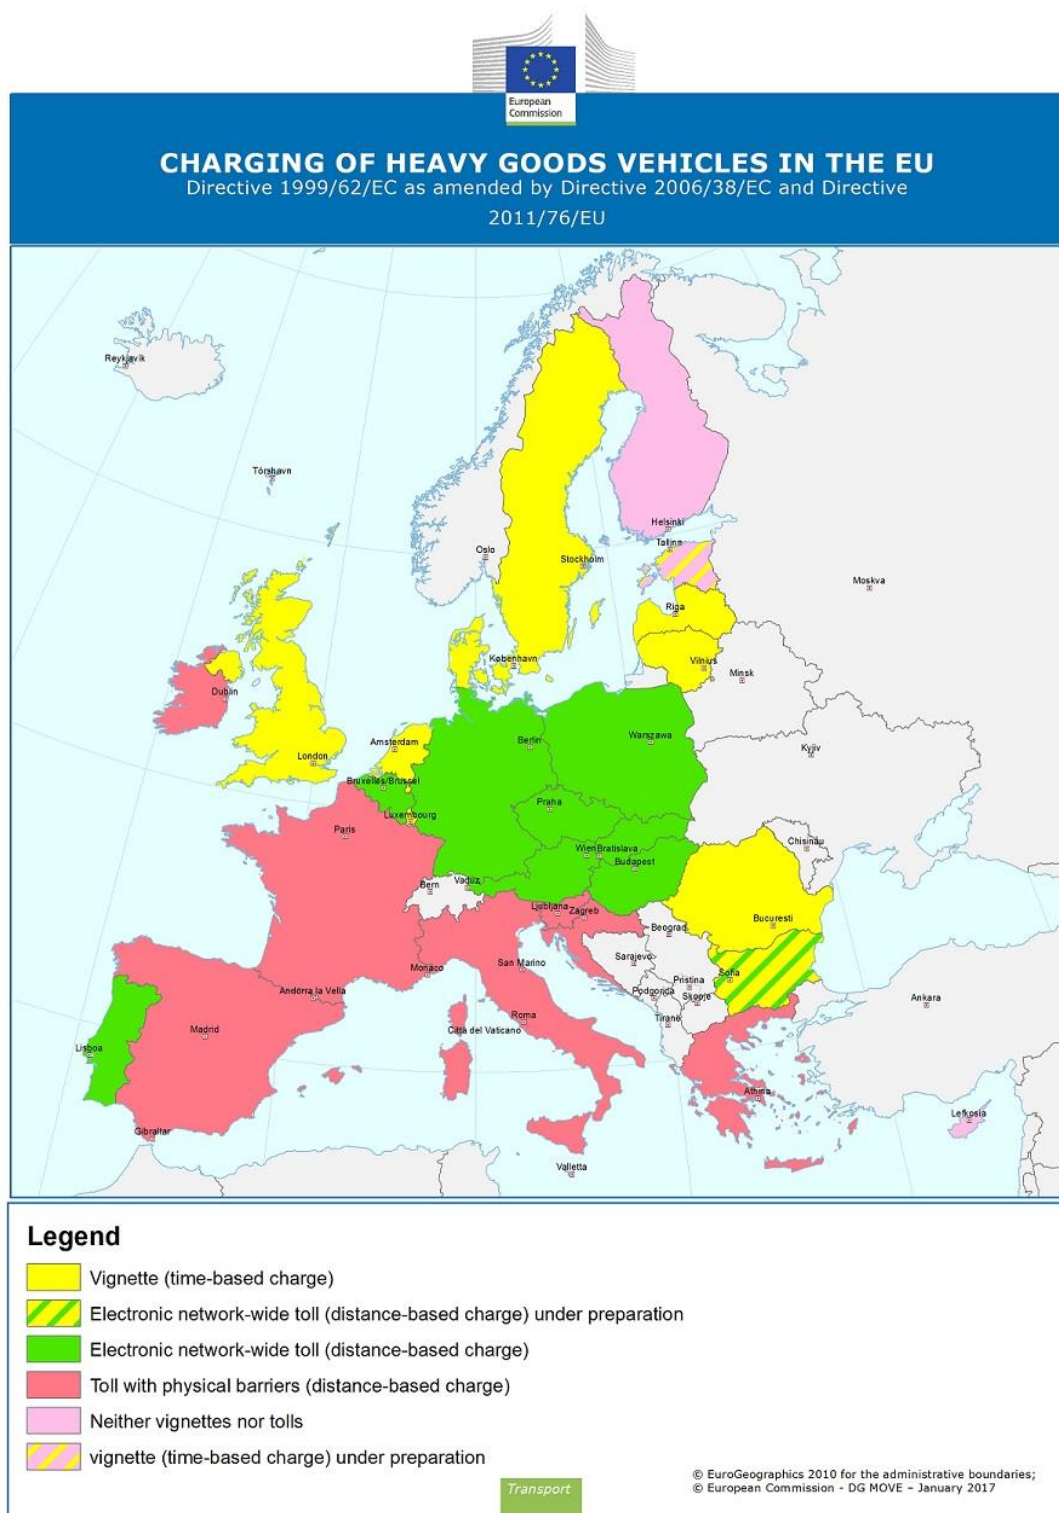 European
Commission
CHARGING OF HEAVY GOODS VEHICLES IN THE EU
Directive 1999/62/EC as amended by Directive 2006/38/EC and Directive
2011/76/EU
Reykjavik
Tórshavn
Helsinki
Tallinn
Oslo
Stockholm
Moskva
Riga
København
Vilnius
Minsk
Dublin
Amsterdam
Berlin
Warszawa
London
Kyiv
Bruxelles/Brussel
Praha
Luxembourg
Paris
Chisinău
Wien
Bratislava
Budapest
Bern
Vaduz
Ljubljana
Zagreb
Bucuresti
Beograd
San Marino
Sarajevo
Monaco
Sofia
Pristina
Andorra la Vella
Podgorica
Skopje
Ankara
Roma
Tiranë
Città del Vaticano
Madrid
Lisboa
Athina
Lefkosia
Gibraltar
Valletta
Legend
Vignette (time-based charge)
Electronic network-wide toll (distance-based charge) under preparation
Electronic network-wide toll (distance-based charge)
Toll with physical barriers (distance-based charge)
Neither vignettes nor tolls
vignette (time-based charge) under preparation
Transport
© EuroGeographics 2010 for the administrative boundaries;
© European Commission - DG MOVE – January 2017